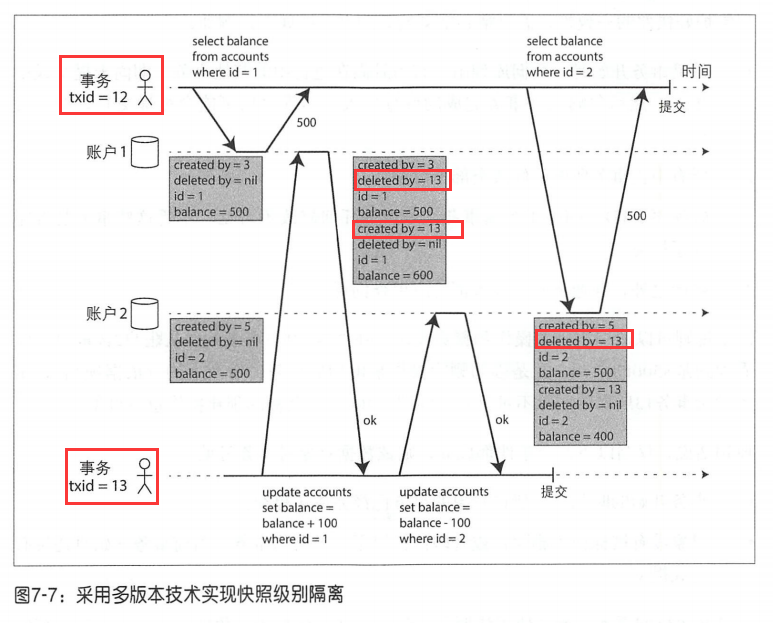 select balance
from accounts
where id = 1
select balance
from accounts
where id = 2
事务
txid = 12
时间
提交
500
账户1
created by = 3
deleted by = nil
id = 1
balance = 500
created by = 3
deleted by = 13
id = 1
balance = 500
created by = 13
deleted by = nil
id = 1
balance = 600
500
账户2
created by = 5
deleted by = nil
id = 2
balance = 500
created by = 5
deleted by = 13
id = 2
balance = 500
created by = 13
deleted by = nil
id = 2
balance = 400
ok
ok
事务
txid = 13
提交
update accounts
set balance =
balance + 100
where id = 1
update accounts
set balance =
balance - 100
where id = 2
图7-7：采用多版本技术实现快照级别隔离